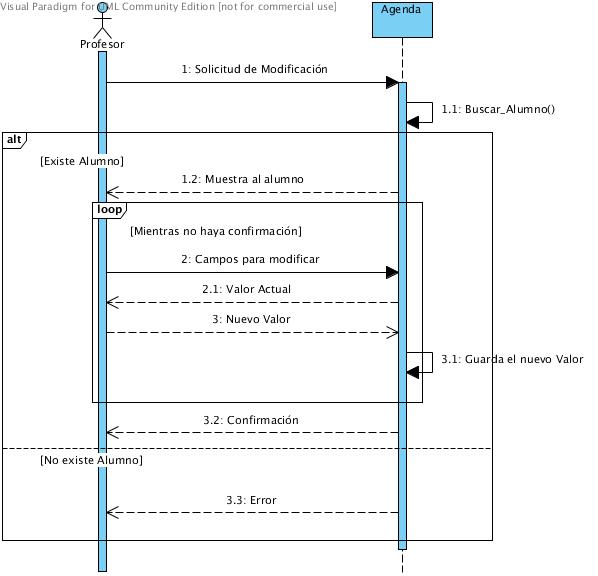 Visual Paradigm for UML Community Edition [not for commercial use]
Agenda
Profesor
1: Solicitud de Modificación
1.1: Buscar_Alumno()
alt
[Existe Alumno]
1.2: Muestra al alumno
loop
[Mientras no haya confirmación]
2: Campos para modificar
2.1: Valor Actual
3: Nuevo Valor
3.1: Guarda el nuevo Valor
3.2: Confirmación
[No existe Alumno]
3.3: Error